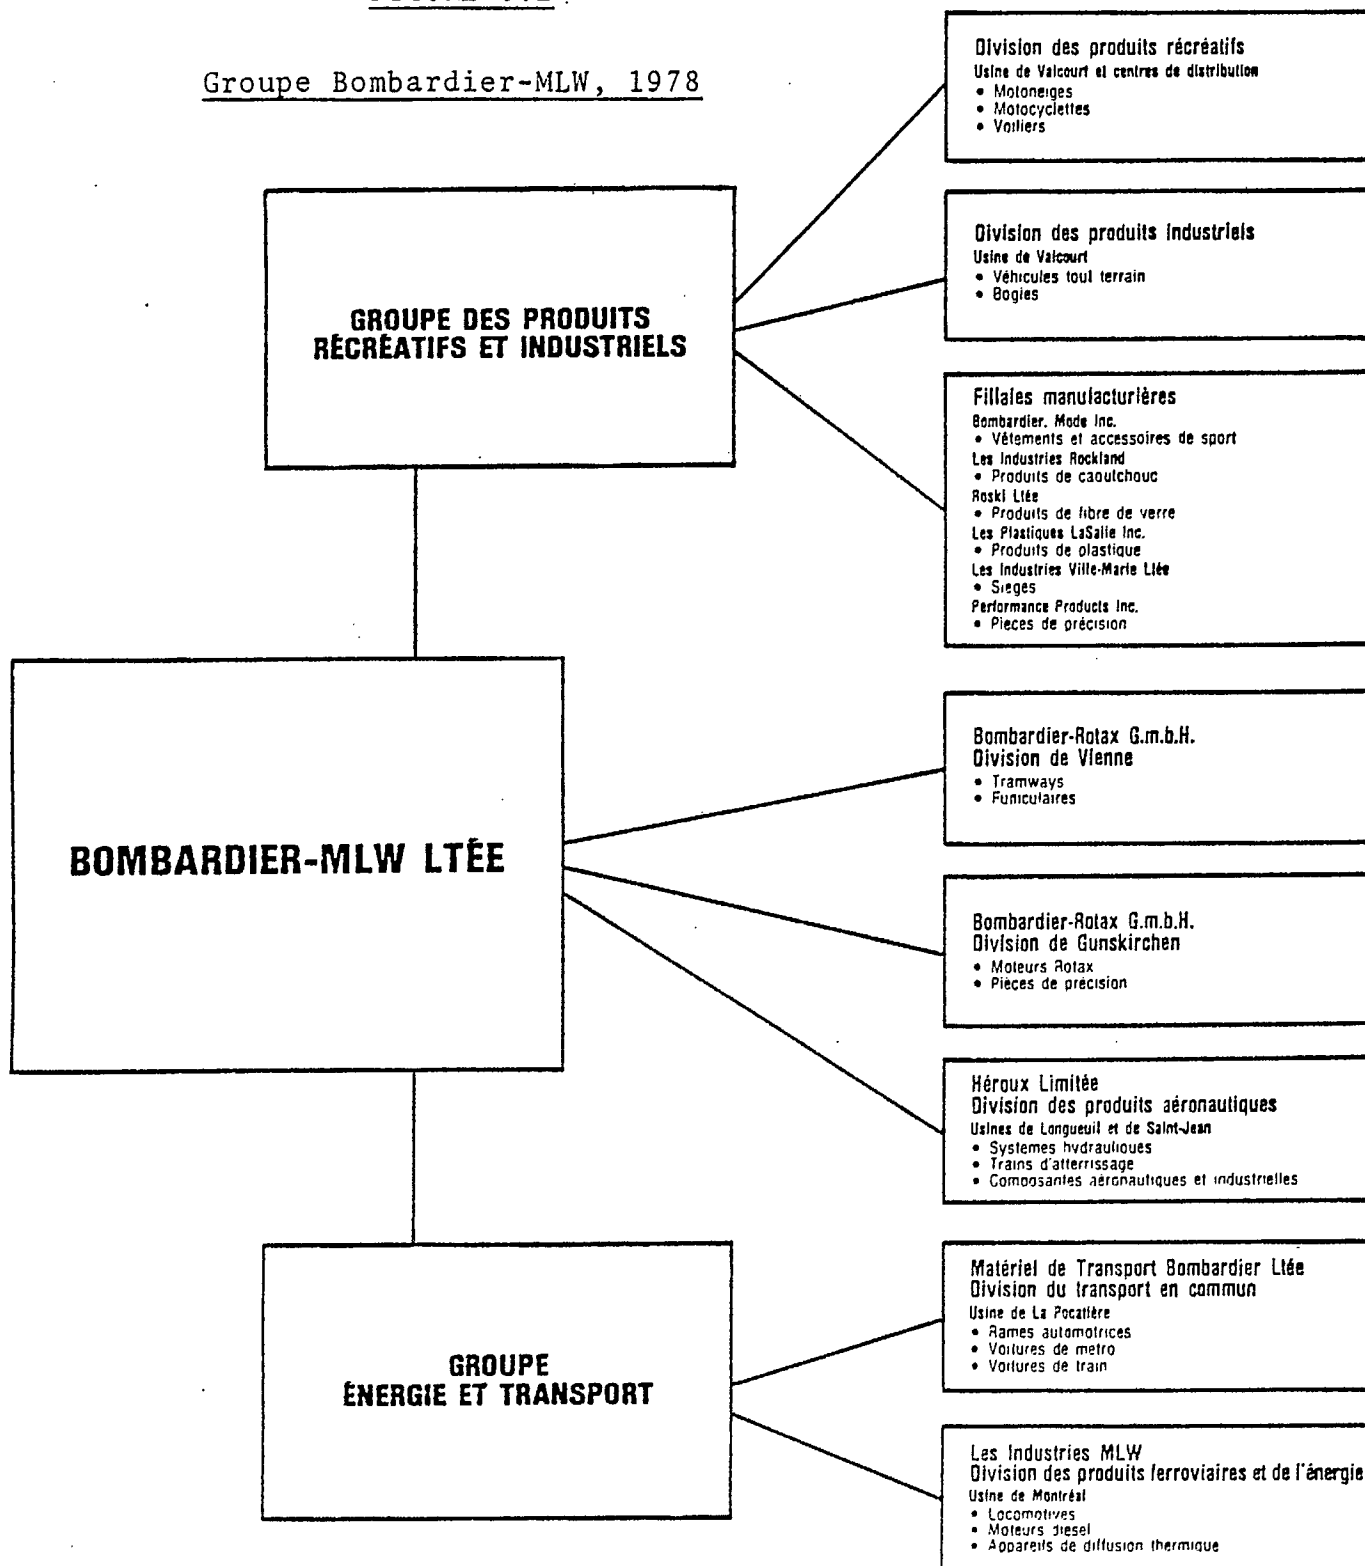 Groupe Bombardier-MLW, 1978
Division des produits récréatifs
Usine de Valcourt et centres de distribution
• Motoneiges
• Motocyclettes
• Voiliers
GROUPE DES PRODUITS
RÉCRÉATIFS ET INDUSTRIELS
Division des produits industriels
Usine de Valcourt
• Véhicules tout terrain
• Bogies
Filiales manufacturières
Bombardier. Mode Inc.
• Vêtements et accessoires de sport
Les Industries Rockland
• Produits de caoutchouc
Roski Ltée
• Produits de fibre de verre
Les Plastiques LaSalle Inc.
• Produits de plastique
Les Industries Ville-Marie Ltée
• Sieges
Performance Products Inc.
• Pieces de précision
BOMBARDIER-MLW LTÉE
Bombardier-Rotax G.m.b.H.
Division de Vienne
• Tramways
• Funiculaires
Bombardier-Rotax G.m.b.H.
Division de Gunskirchen
• Moteurs Rotax
• Pièces de précision
Héroux Limitée
Division des produits aéronautiques
Usines de Longueuil et de Saint-Jean
• Systemes hydrauliques
• Trains d'atterrissage
• Composantes aéronautiques et industrielles
GROUPE
ÉNERGIE ET TRANSPORT
Matériel de Transport Bombardier Ltée
Division du transport en commun
Usine de La Pocatière
• Rames automotrices
• Voitures de metro
• Voitures de train
Les Industries MLW
Division des produits ferroviaires et de l'énergie
Usine de Montréal
• Locomotives
• Moteurs diesel
• Appareils de diffusion thermique